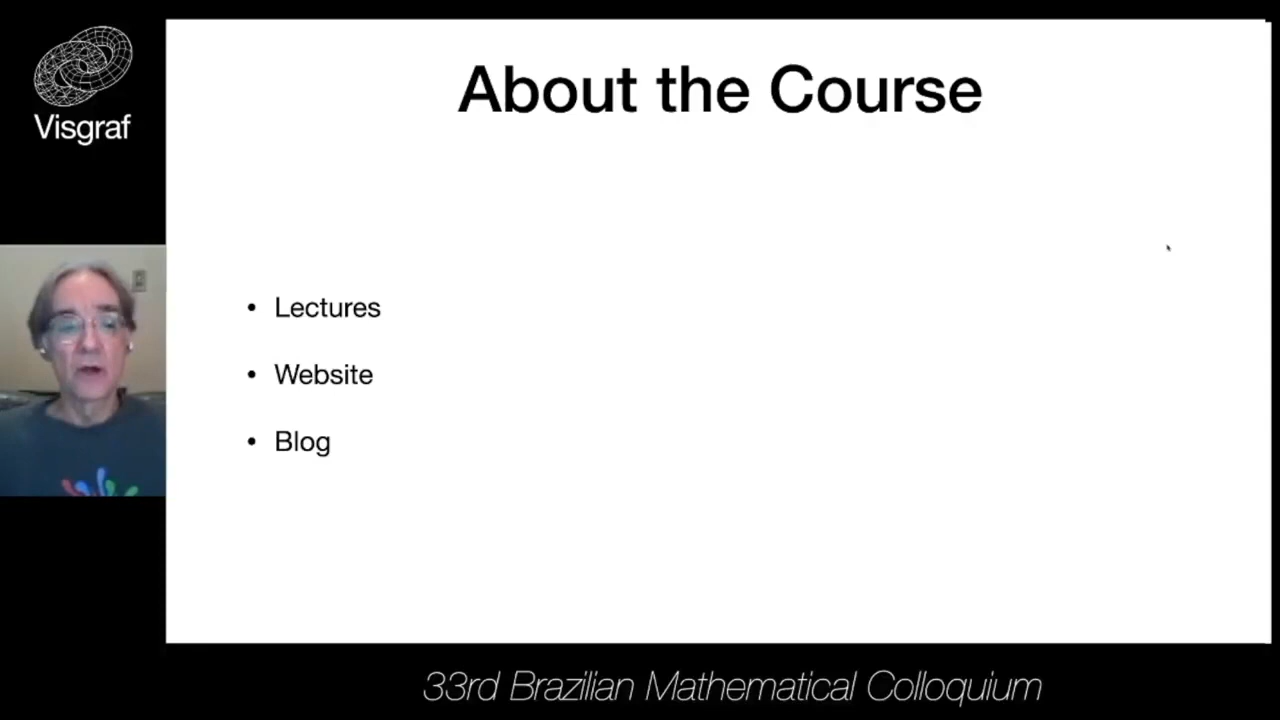 Visgraf
About the Course
• Lectures
• Website
• Blog
33rd Brazilian Mathematical Colloquium